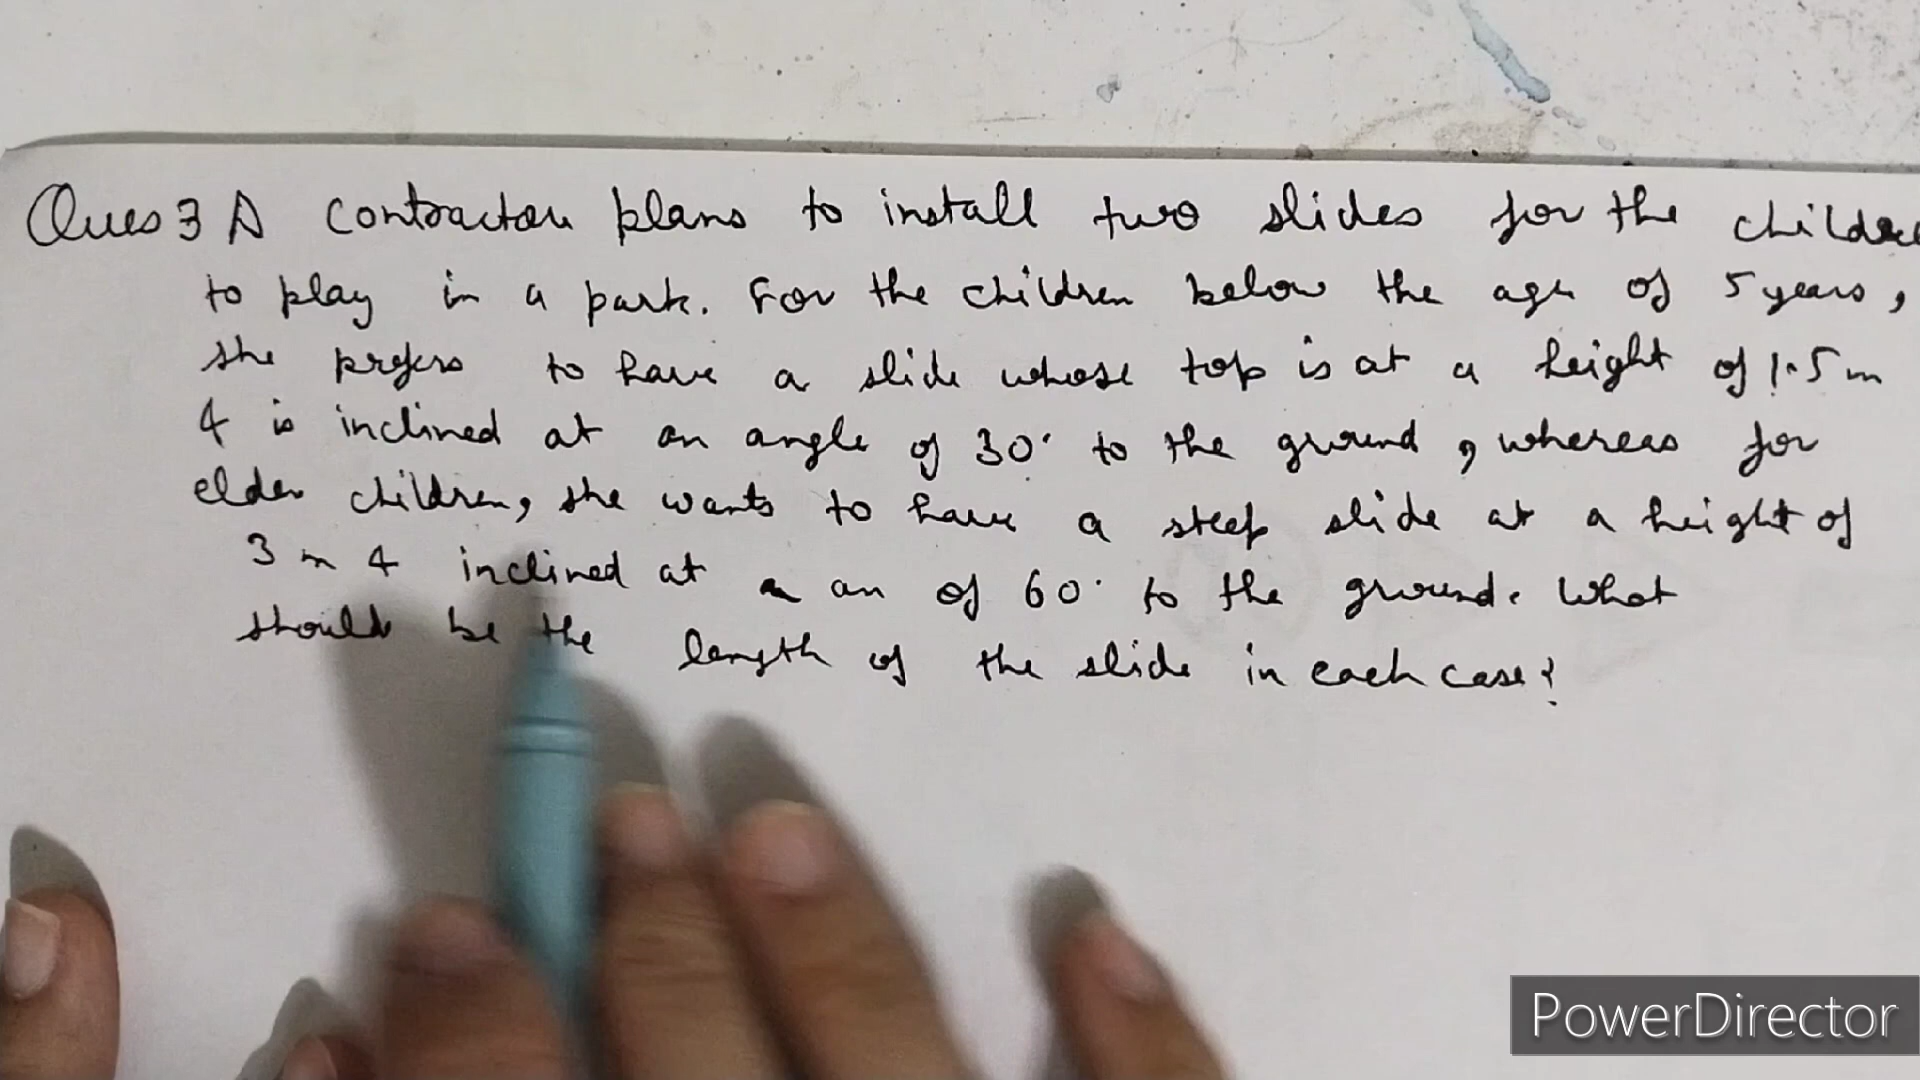 Ques 3 A contractor plans to install two slides for the children
to play in a park. For the children below the age of 5 years,
she prefers to have a slide whose top is at a height of 1.5 m
& is inclined at an angle of 30° to the ground, whereas for
elder children, she wants to have a steep slide at a height of
3 m & inclined at an of 60° to the ground. What
should be the length of the slide in each case?
PowerDirector